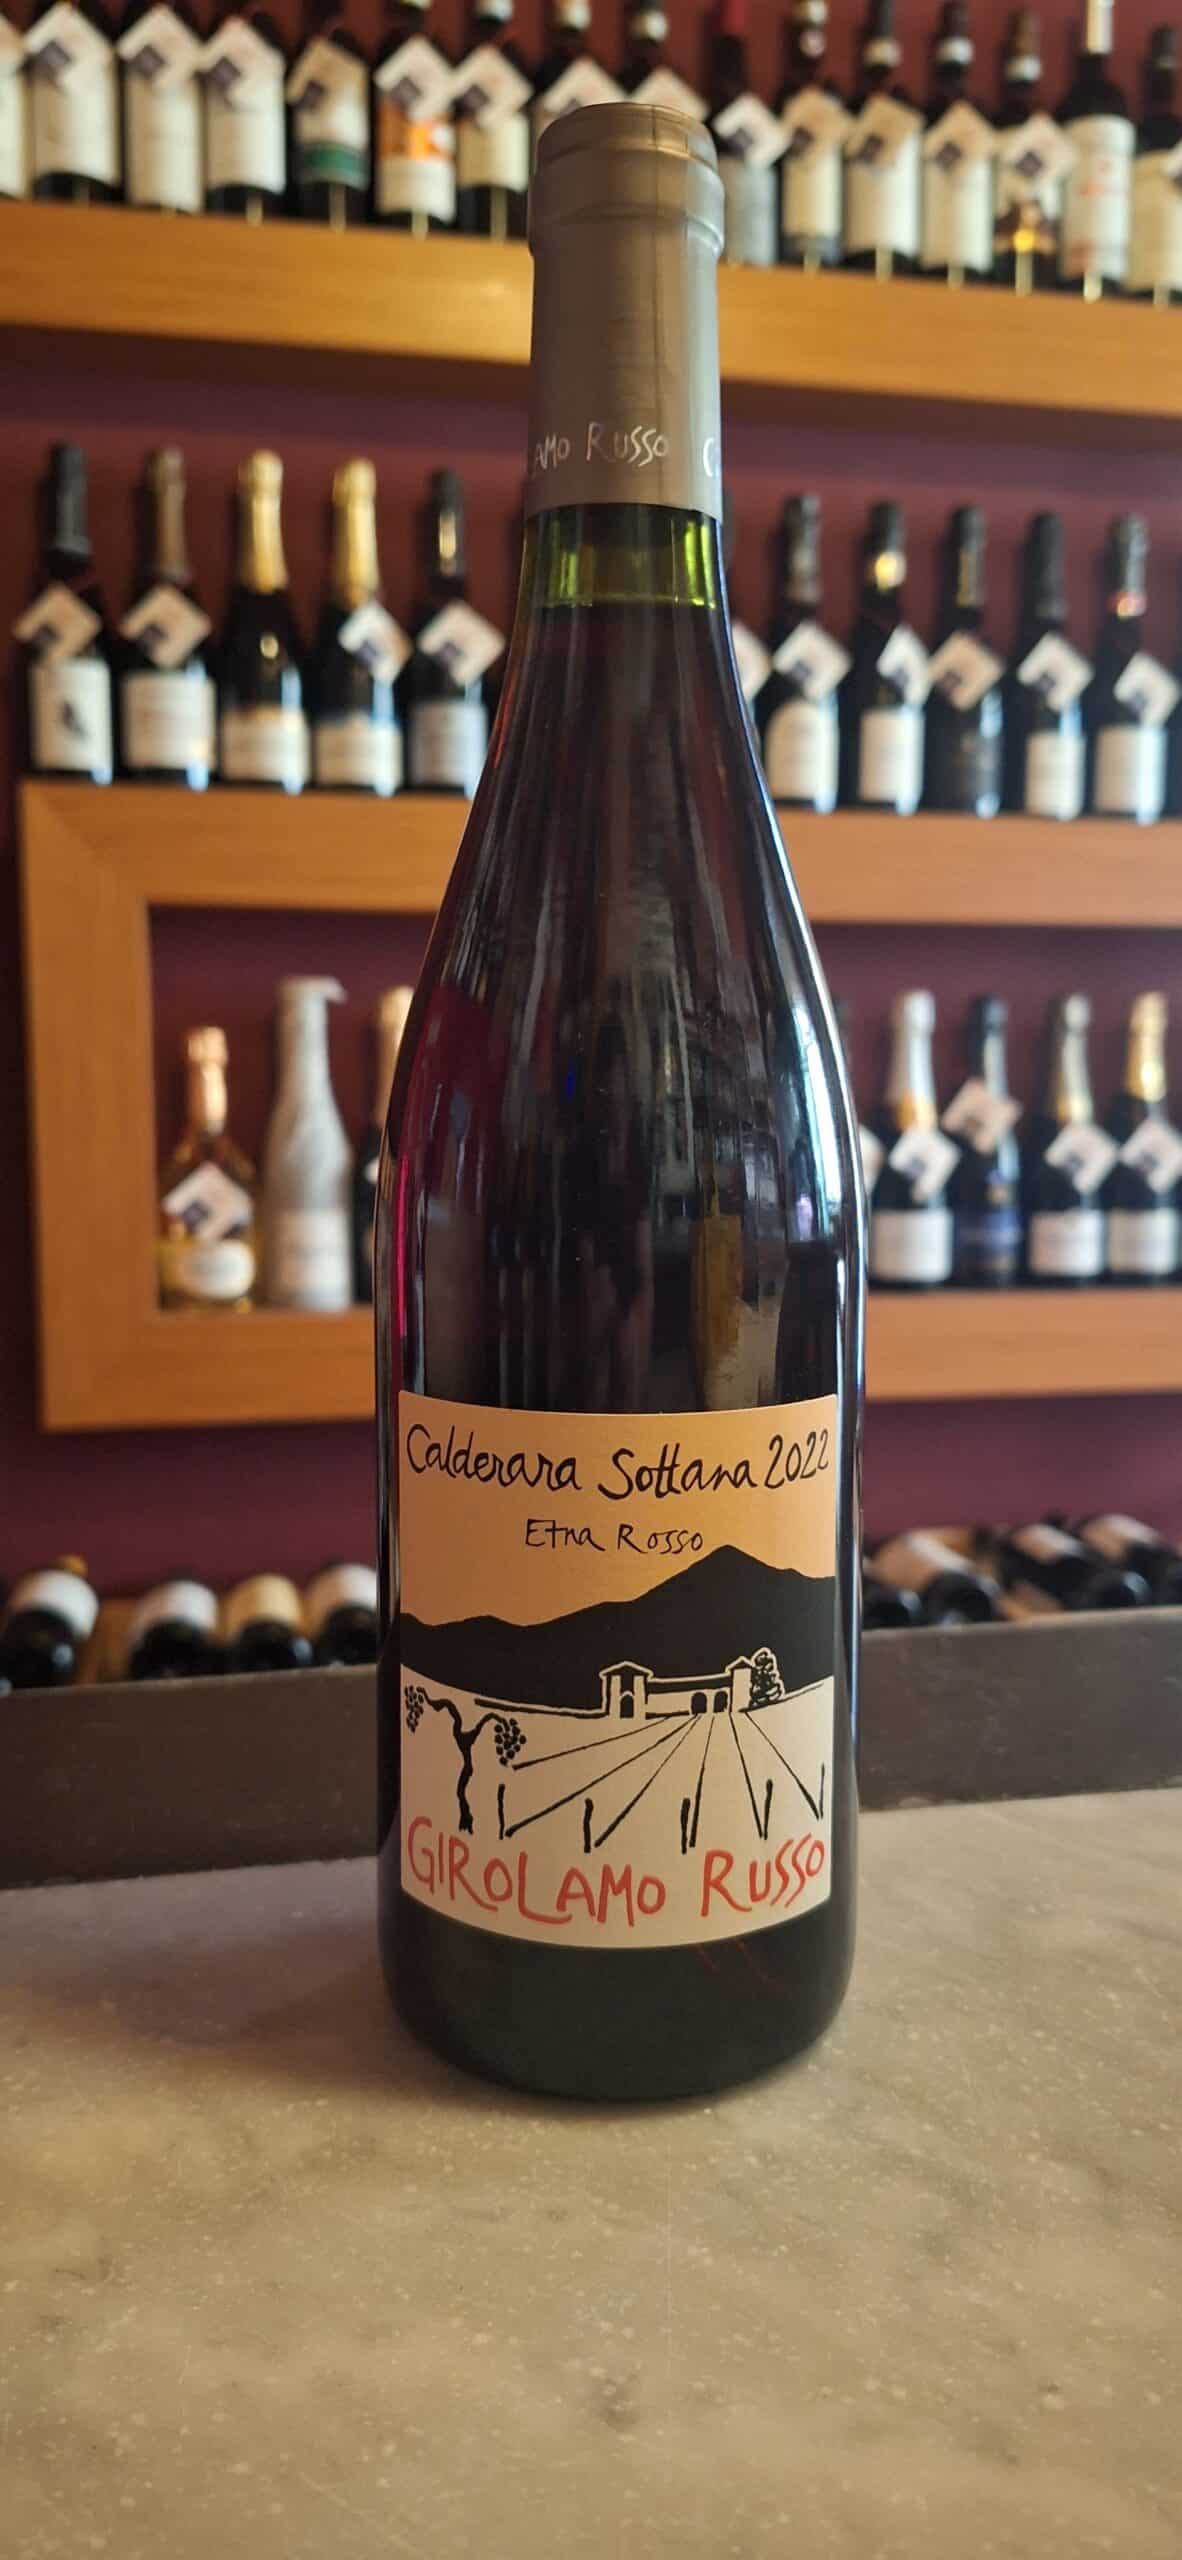 AMO RUSSO
Calderara Sottana 2022
Etna Rosso
GIROLAMO RUSSO